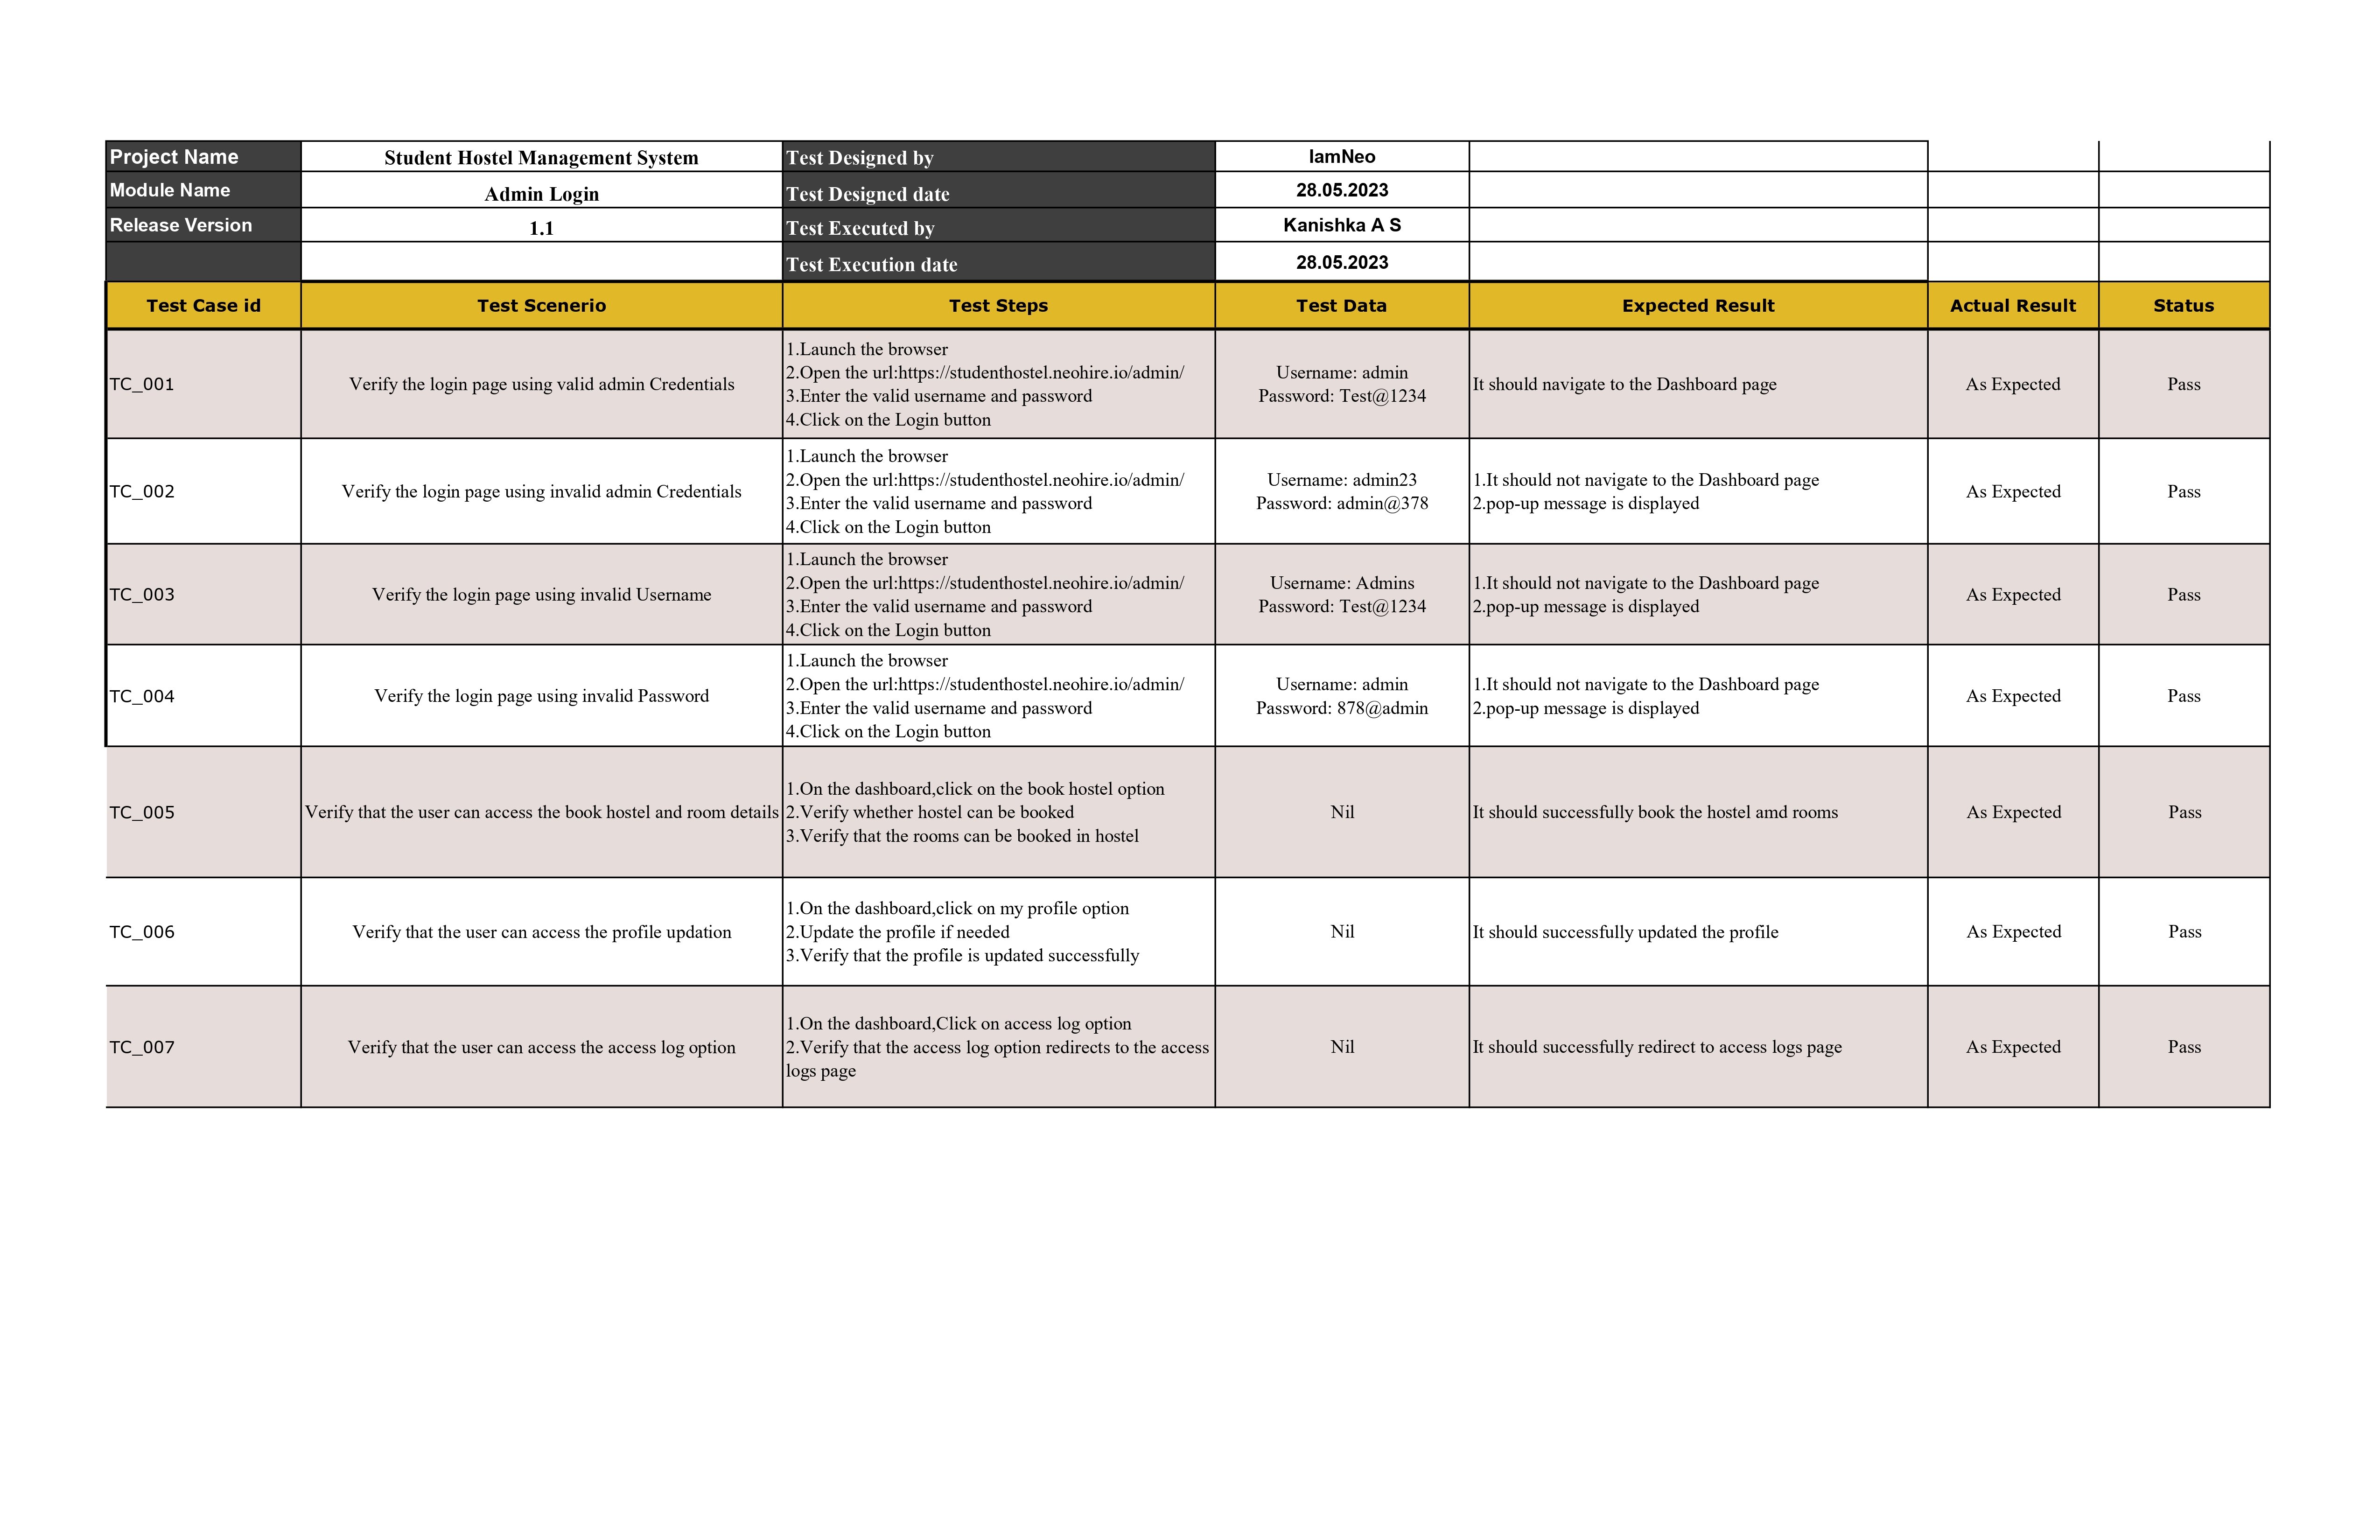 Project Name Student Hostel Management System Test Designed by IamNeo
Module Name Admin Login Test Designed date 28.05.2023
Release Version 1.1 Test Executed by Kanishka A S
Test Execution date 28.05.2023
Test Case id Test Scenerio Test Steps Test Data Expected Result Actual Result Status
TC_001
Verify the login page using valid admin Credentials
1.Launch the browser
2.Open the url:https://studenthostel.neohire.io/admin/
3.Enter the valid username and password
4.Click on the Login button
Username: admin
Password: Test@1234
It should navigate to the Dashboard page
As Expected
Pass
TC_002
Verify the login page using invalid admin Credentials
1.Launch the browser
2.Open the url:https://studenthostel.neohire.io/admin/
3.Enter the valid username and password
4.Click on the Login button
Username: admin23
Password: admin@378
1.It should not navigate to the Dashboard page
2.pop-up message is displayed
As Expected
Pass
TC_003
Verify the login page using invalid Username
1.Launch the browser
2.Open the url:https://studenthostel.neohire.io/admin/
3.Enter the valid username and password
4.Click on the Login button
Username: Admins
Password: Test@1234
1.It should not navigate to the Dashboard page
2.pop-up message is displayed
As Expected
Pass
TC_004
Verify the login page using invalid Password
1.Launch the browser
2.Open the url:https://studenthostel.neohire.io/admin/
3.Enter the valid username and password
4.Click on the Login button
Username: admin
Password: 878@admin
1.It should not navigate to the Dashboard page
2.pop-up message is displayed
As Expected
Pass
TC_005
Verify that the user can access the book hostel and room details
1.On the dashboard,click on the book hostel option
2.Verify whether hostel can be booked
3.Verify that the rooms can be booked in hostel
Nil
It should successfully book the hostel amd rooms
As Expected
Pass
TC_006
Verify that the user can access the profile updation
1.On the dashboard,click on my profile option
2.Update the profile if needed
3.Verify that the profile is updated successfully
Nil
It should successfully updated the profile
As Expected
Pass
TC_007
Verify that the user can access the access log option
1.On the dashboard,Click on access log option
2.Verify that the access log option redirects to the access
logs page
Nil
It should successfully redirect to access logs page
As Expected
Pass